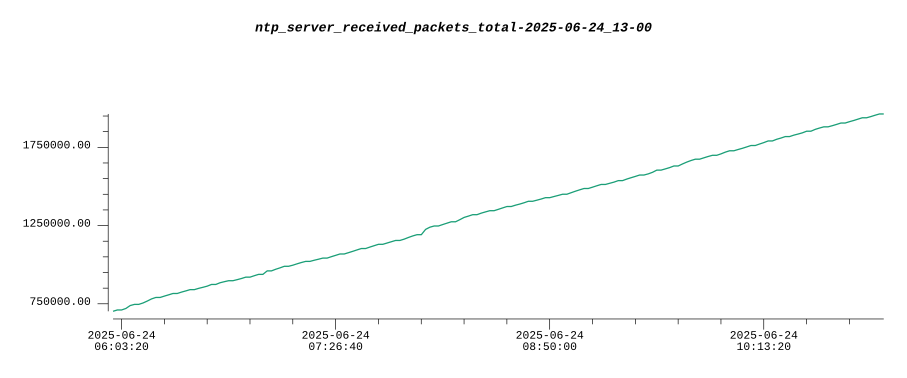 ntp_server_received_packets_total-2025-06-24_13-00
1750000.00
1250000.00
750000.00
2025-06-24 2025-06-24 2025-06-24 2025-06-24
06:03:20 07:26:40 08:50:00 10:13:20